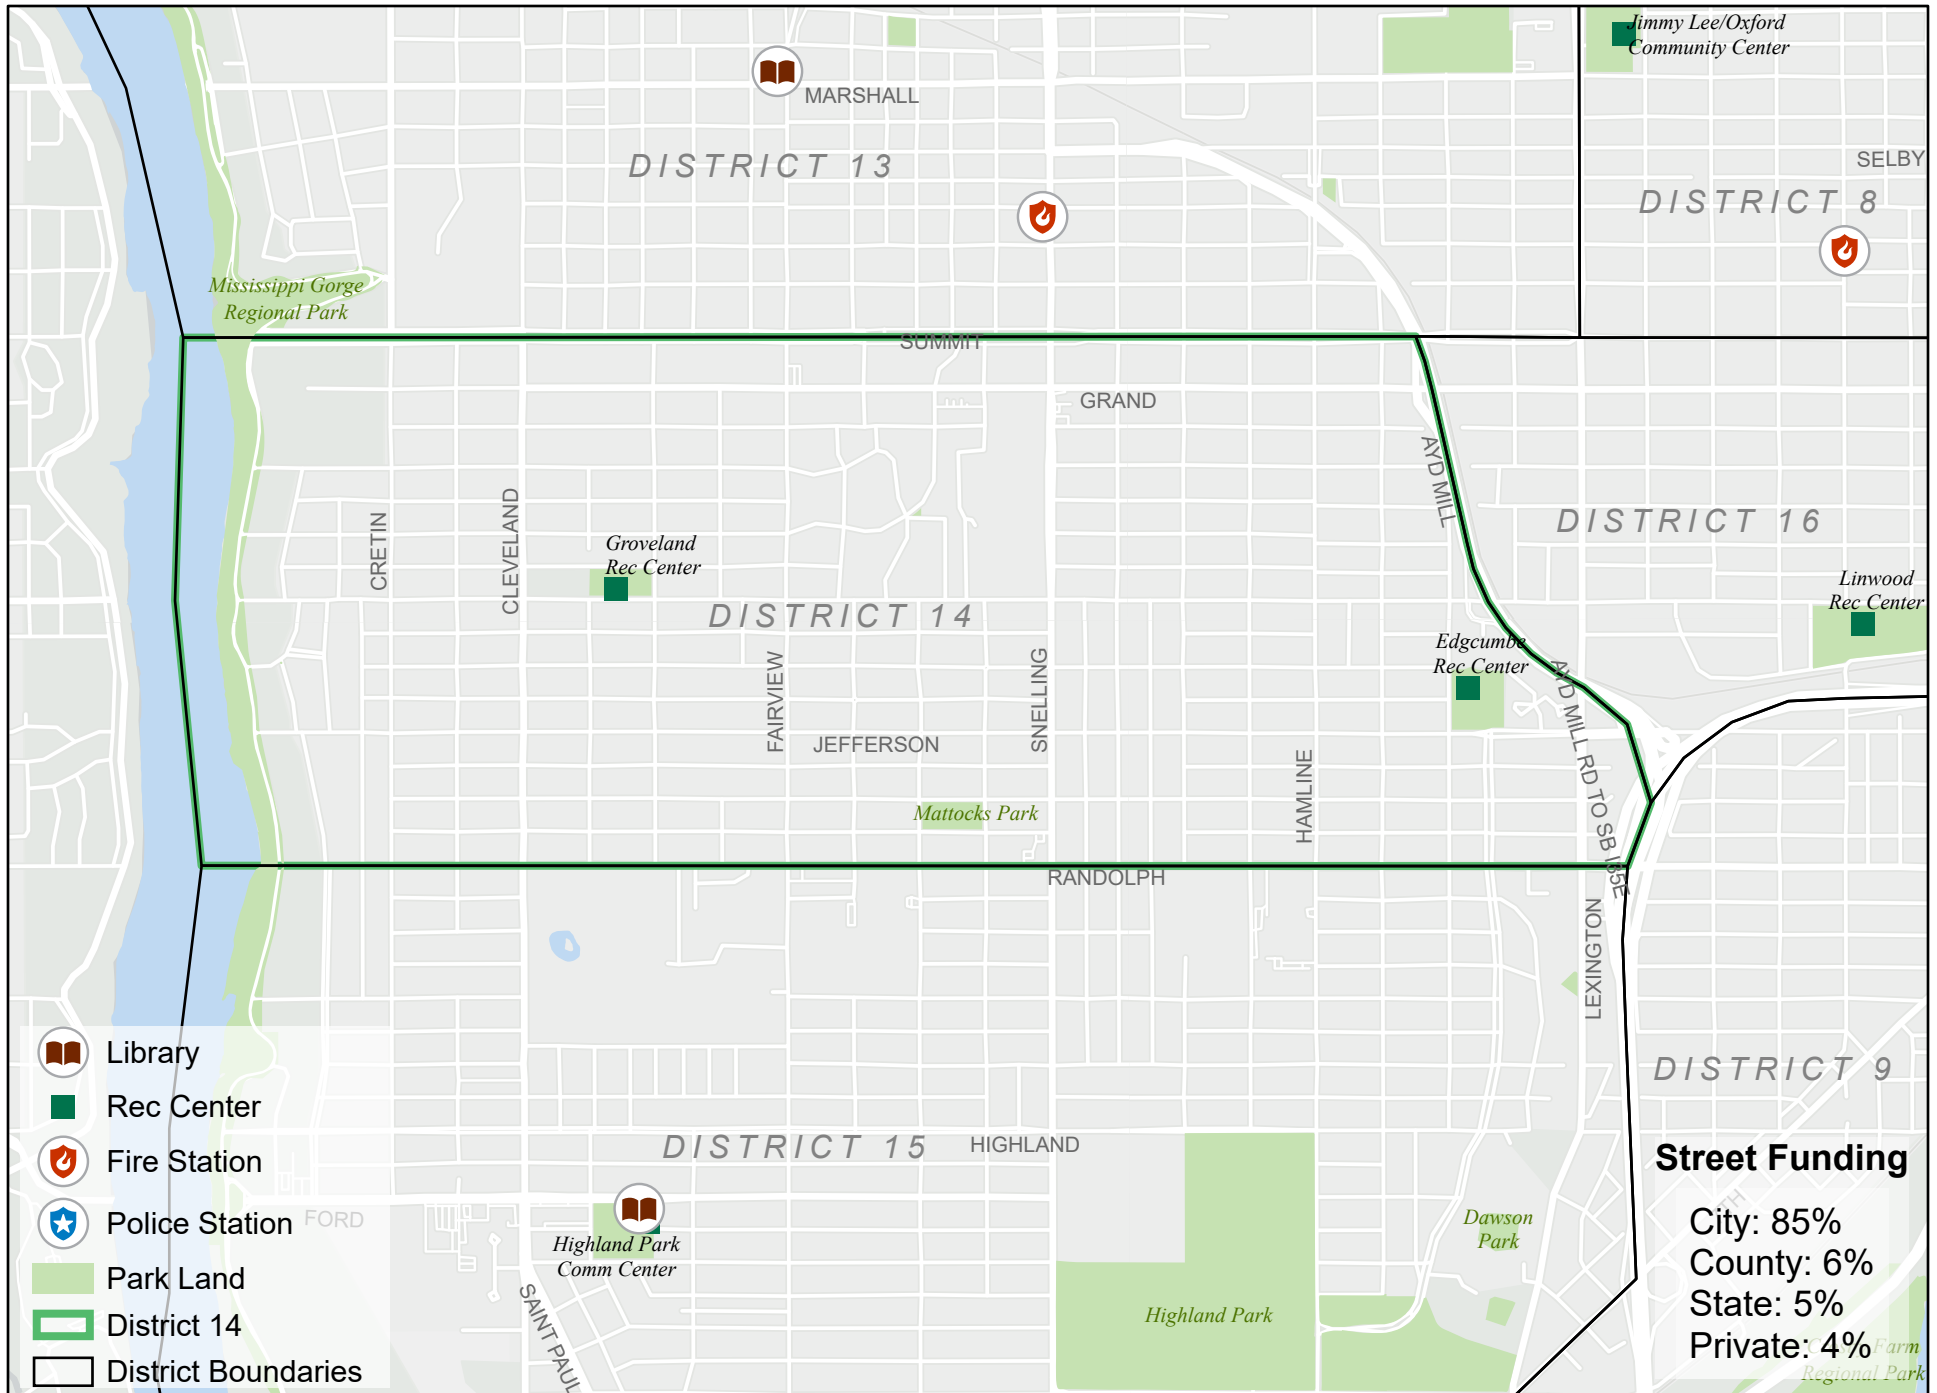 Jimmy Lee/Oxford
Community Center
MARSHALL
DISTRICT 13
SELBY
DISTRICT 8
Mississippi Gorge
Regional Park
SUMMIT
GRAND
AYD MILL
CRETIN
CLEVELAND
DISTRICT 16
Groveland
Rec Center
Linwood
Rec Center
DISTRICT 14
Edgcumbe
Rec Center
FAIRVIEW
SNELLING
JEFFERSON
AYD MILL RD TO SB I35E
HAMLINE
Mattocks Park
RANDOLPH
LEXINGTON
Library
Rec Center
Fire Station
Police Station
Park Land
District 14
District Boundaries
DISTRICT 9
DISTRICT 15
HIGHLAND
FORD
Highland Park
Comm Center
SAINT PAUL
Dawson
Park
Highland Park
Street Funding
City: 85%
County: 6%
State: 5%
Private: 4%
Farm
Regional Park